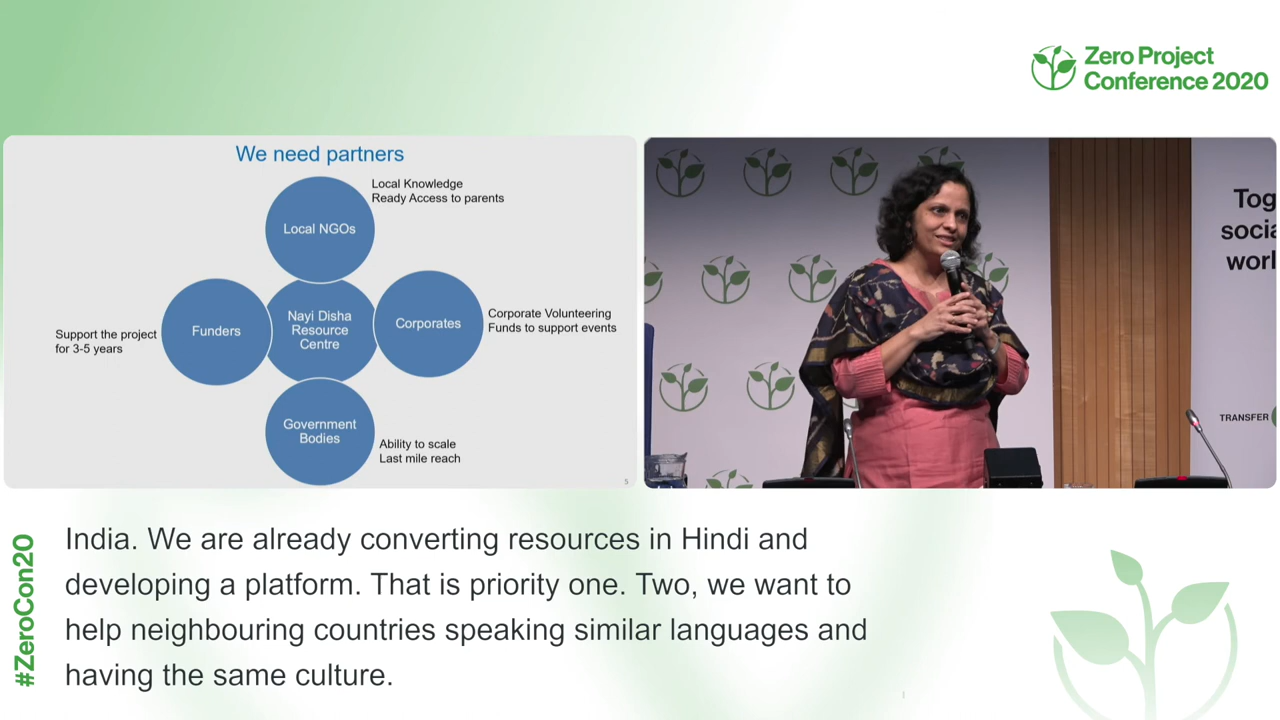 Zero Project
Conference 2020
We need partners
Local Knowledge
Ready Access to parents
Local NGOs
Support the project
for 3-5 years
Funders
Nayi Disha
Resource
Centre
Corporates
Corporate Volunteering
Funds to support events
Government
Bodies
Ability to scale
Last mile reach
5
Tog
socia
worl
TRANSFER
#ZeroCon20
India. We are already converting resources in Hindi and
developing a platform. That is priority one. Two, we want to
help neighbouring countries speaking similar languages and
having the same culture.